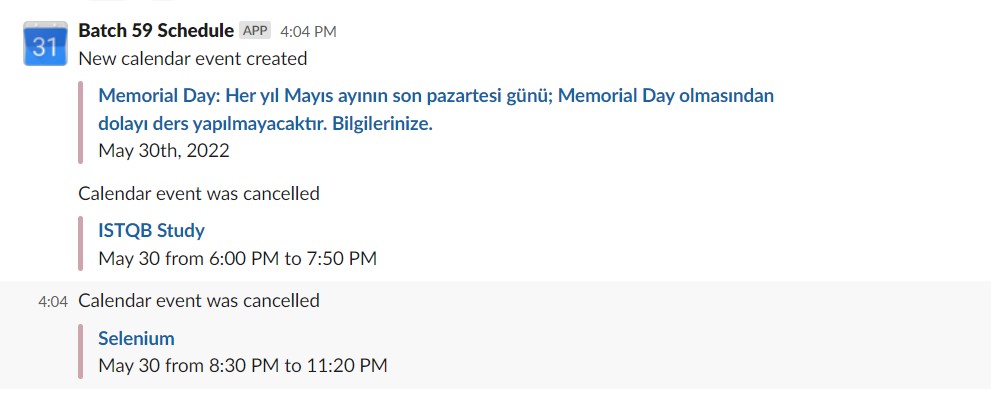 31
Batch 59 Schedule APP 4:04 PM
New calendar event created
Memorial Day: Her yıl Mayıs ayının son pazartesi günü; Memorial Day olmasından
dolayı ders yapılmayacaktır. Bilgilerinize.
May 30th, 2022
Calendar event was cancelled
ISTQB Study
May 30 from 6:00 PM to 7:50 PM
4:04 Calendar event was cancelled
Selenium
May 30 from 8:30 PM to 11:20 PM